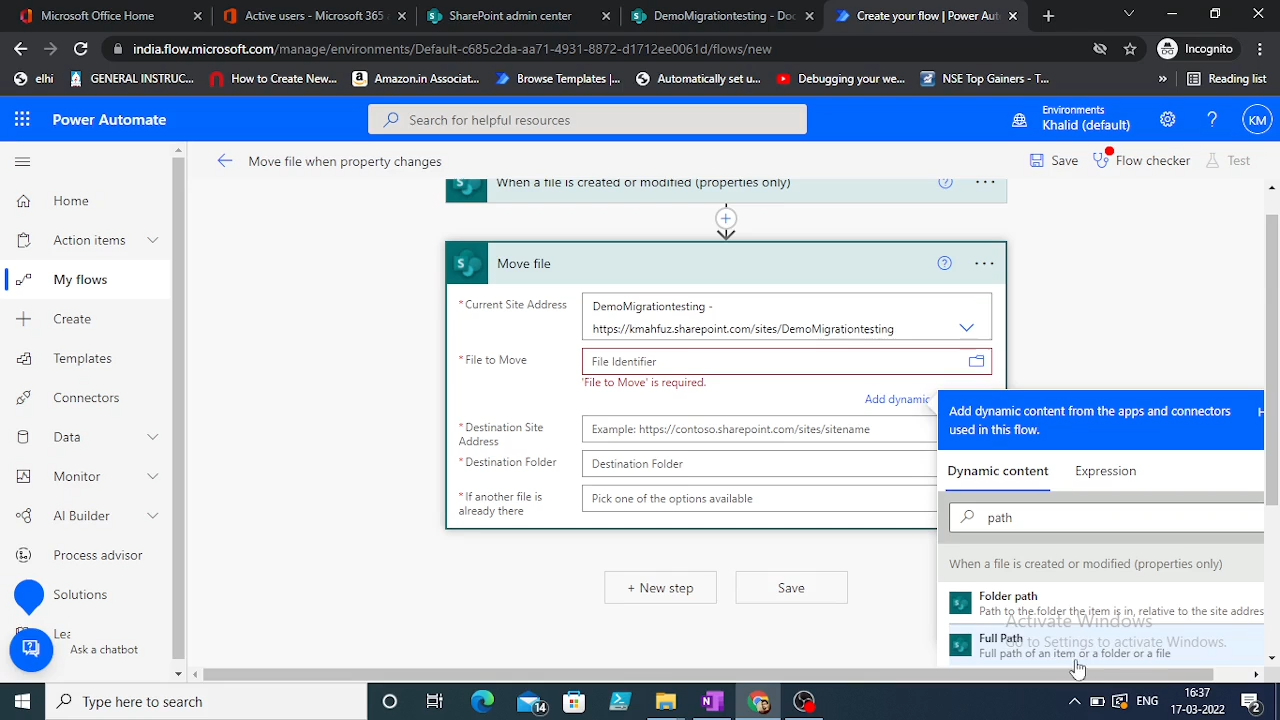 Microsoft Office Home
Active users - Microsoft 365
SharePoint admin center
DemoMigrationtesting - Doc
Create your flow | Power Aut
india.flow.microsoft.com/manage/environments/Default-c685c2da-aa71-4931-8872-d1712ee0061d/flows/new
Incognito
elhi
GENERAL INSTRUC...
How to Create New...
Amazon.in Associat...
Browse Templates |...
Automatically set u...
Debugging your we...
NSE Top Gainers - T...
»
Reading list
Power Automate
Search for helpful resources
Environments
Khalid (default)
KM
Move file when property changes
Save
Flow checker
Test
Home
Action items
My flows
Create
Templates
Connectors
Data
Monitor
AI Builder
Process advisor
Solutions
Lea
Ask a chatbot
When a file is created or modified (properties only)
Move file
* Current Site Address
DemoMigrationtesting -
https://kmahfuz.sharepoint.com/sites/DemoMigrationtesting
* File to Move
File Identifier
'File to Move' is required.
Add dynamic
* Destination Site
Address
Example: https://contoso.sharepoint.com/sites/sitename
* Destination Folder
Destination Folder
* If another file is
already there
Pick one of the options available
+ New step
Save
Add dynamic content from the apps and connectors
used in this flow.
H
Dynamic content
Expression
path
When a file is created or modified (properties only)
Folder path
Path to the folder the item is in, relative to the site addres
Full Path
Full path of an item or a folder or a file
Activate Windows
Go to Settings to activate Windows.
Type here to search
14
ENG
16:37
17-03-2022
2